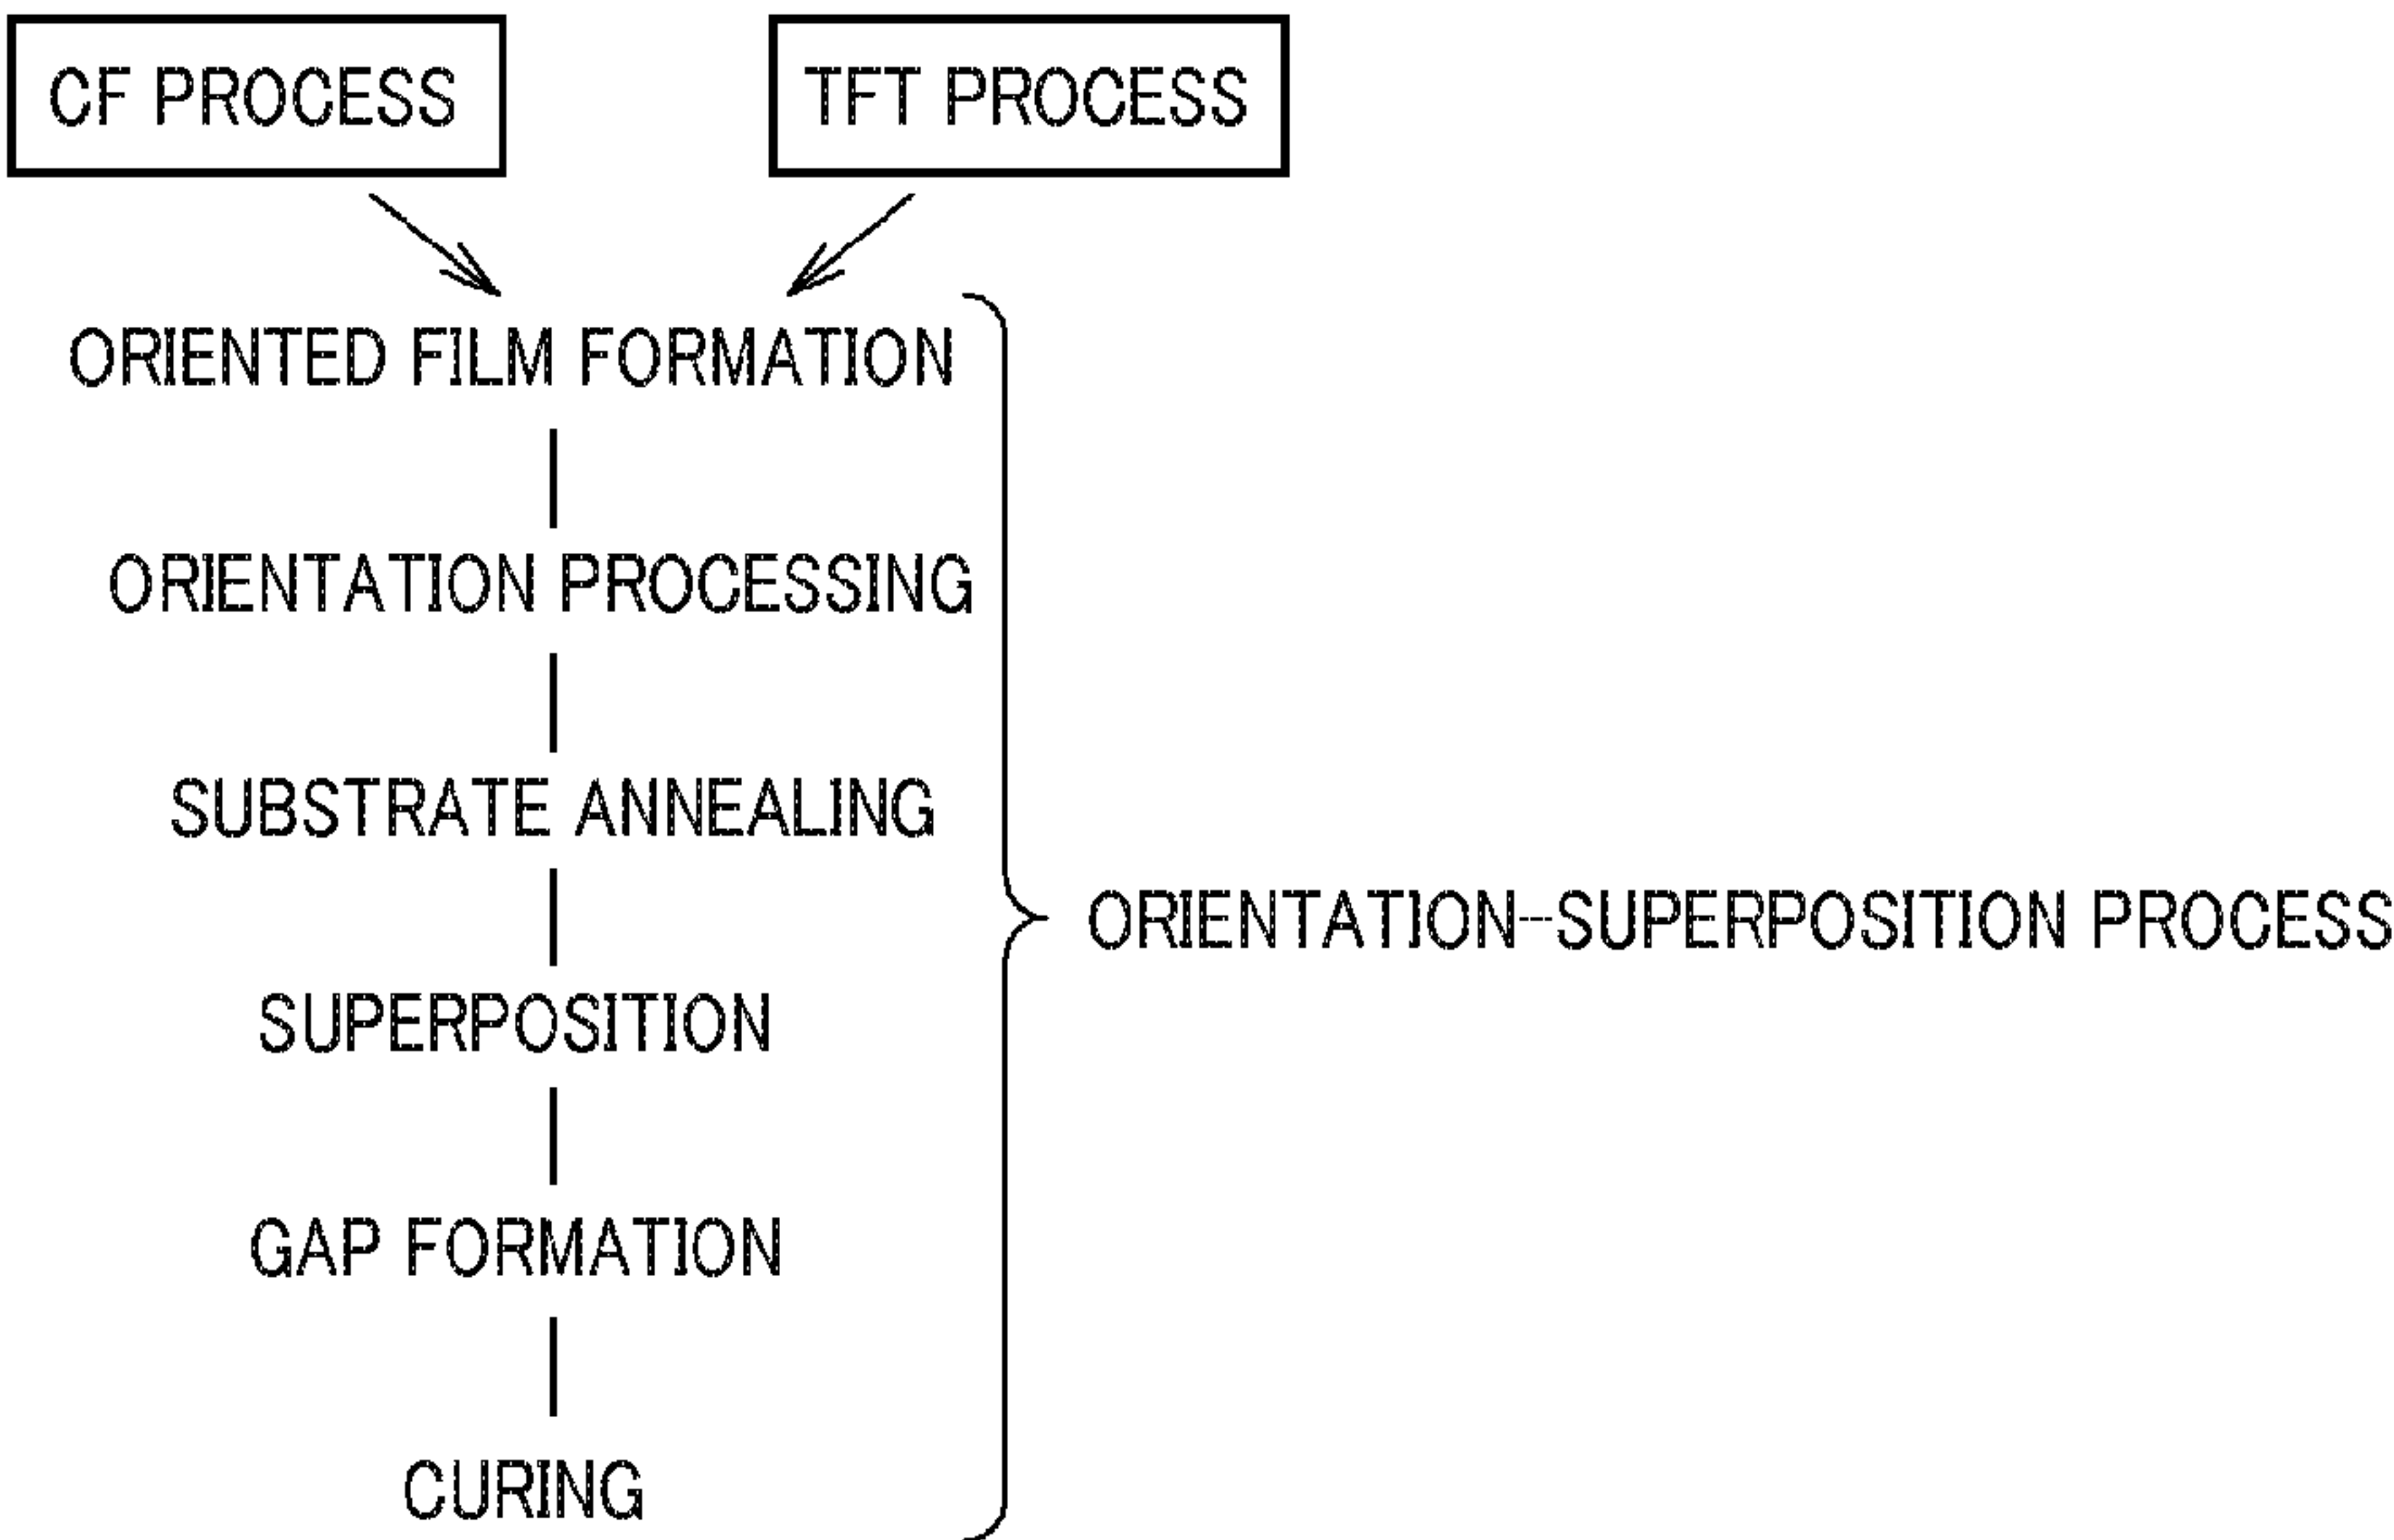 CF PROCESS
TFT PROCESS
ORIENTED FILM FORMATION
ORIENTATION PROCESSING
SUBSTRATE ANNEALING
ORIENTATION---SUPERPOSITION PROCESS
SUPERPOSITION
GAP FORMATION
CURING